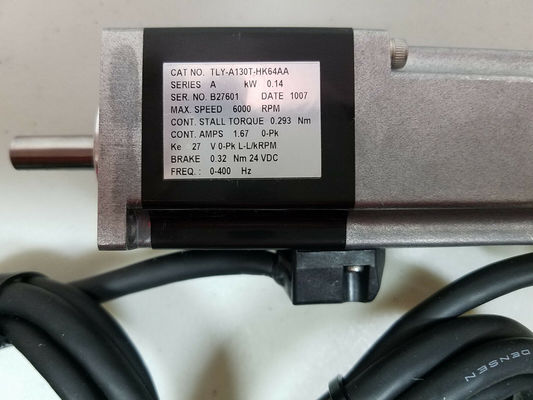 CAT NO. TLY-A130T-HK64AA
SERIES A kW 0.14
SER. NO. B27601 DATE 1007
MAX. SPEED 6000 RPM
CONT. STALL TORQUE 0.293 Nm
CONT. AMPS 1.67 0-Pk
Ke 27 V 0-Pk L-L/kRPM
BRAKE 0.32 Nm 24 VDC
FREQ. : 0-400 Hz
DENSEN